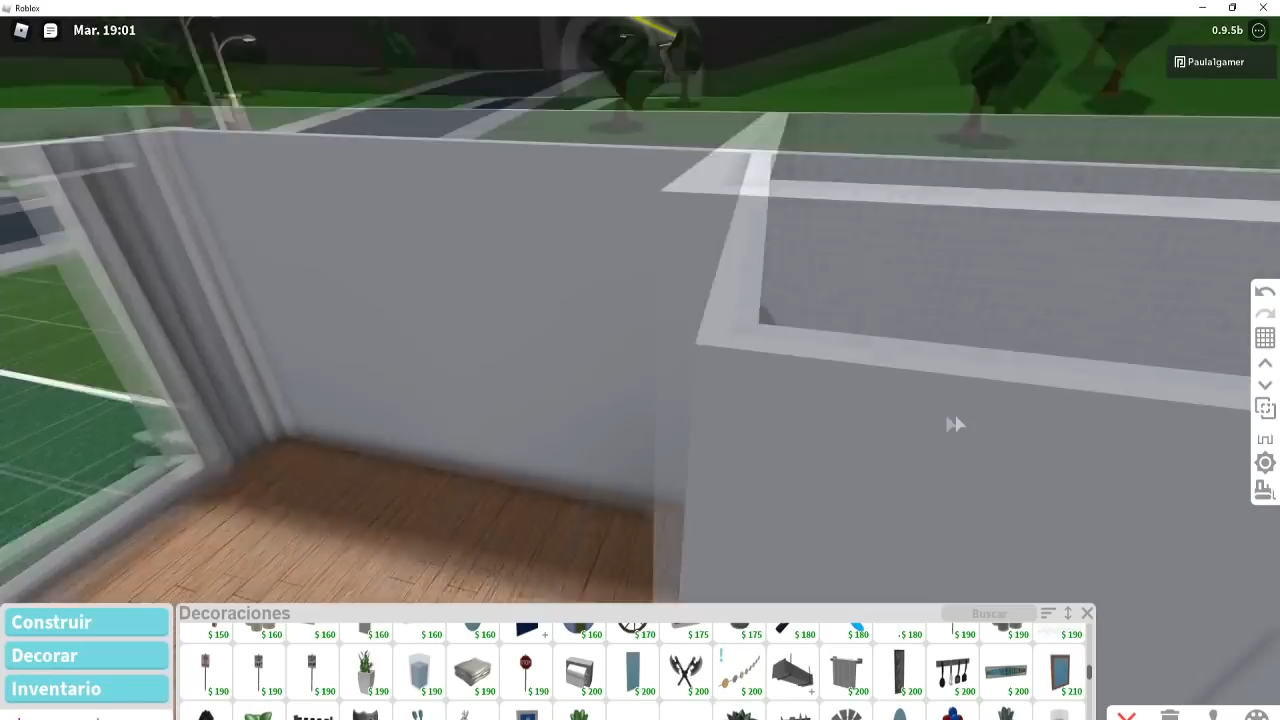 Roblox
Mar. 19:01
0.9.5b
Paula1gamer
Construir
Decorar
Inventario
Decoraciones
Buscar
$ 150 $ 160 $ 160 $ 160 $ 160 $ 160 $ 160 $ 170 $ 175 $ 175 $ 180 $ 180 $ 180 $ 190 $ 190 $ 190
$ 190 $ 190 $ 190 $ 190 $ 190 $ 190 $ 190 $ 200 $ 200 $ 200 $ 200 $ 200 $ 200 $ 200 $ 200 $ 200 $ 210